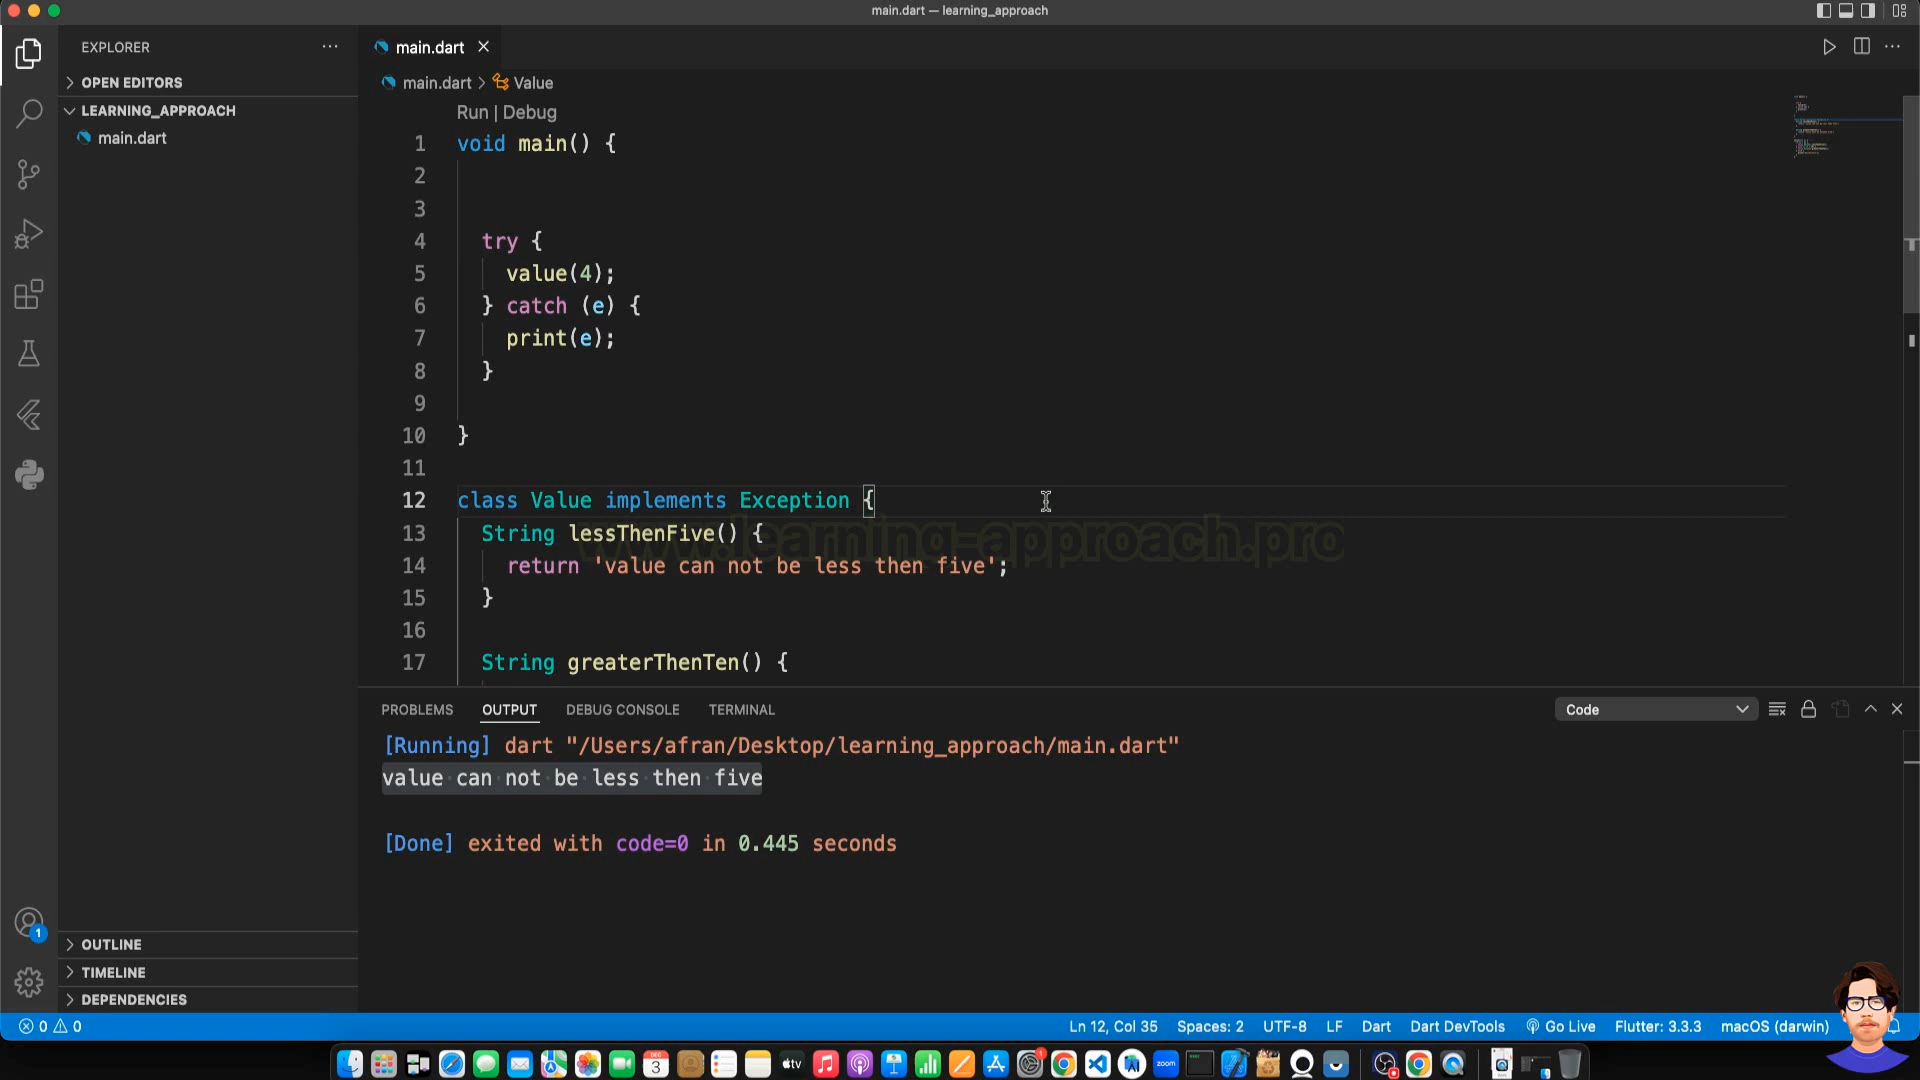 main.dart — learning_approach
EXPLORER
OPEN EDITORS
LEARNING_APPROACH
main.dart
main.dart
main.dart > Value
Run | Debug
1 void main() {
2
3
4 try {
5 value(4);
6 } catch (e) {
7 print(e);
8 }
9
10 }
11
12 class Value implements Exception {
13 String lessThenFive() {
www.learning-approach.pro
14 return 'value can not be less then five';
15 }
16
17 String greaterThenTen() {
PROBLEMS OUTPUT DEBUG CONSOLE TERMINAL Code
[Running] dart "/Users/afran/Desktop/learning_approach/main.dart"
value can not be less then five
[Done] exited with code=0 in 0.445 seconds
1
OUTLINE
TIMELINE
DEPENDENCIES
0 0 Ln 12, Col 35 Spaces: 2 UTF-8 LF Dart Dart DevTools Go Live Flutter: 3.3.3 macOS (darwin)
DEC
3
tv
1
zoom